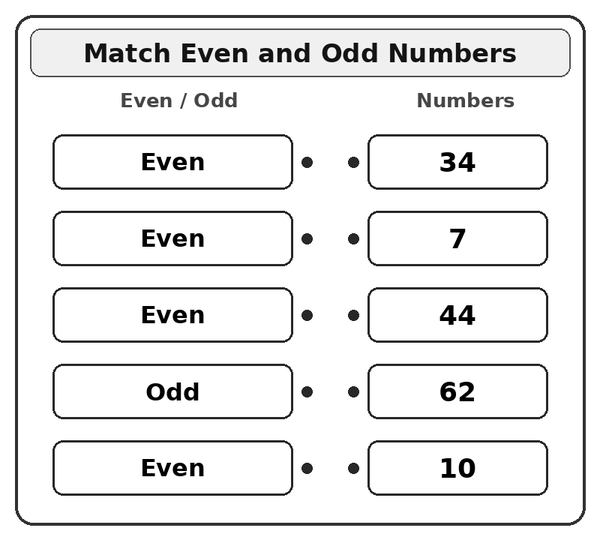 Match Even and Odd Numbers
Even / Odd Numbers
Even 34
Even 7
Even 44
Odd 62
Even 10